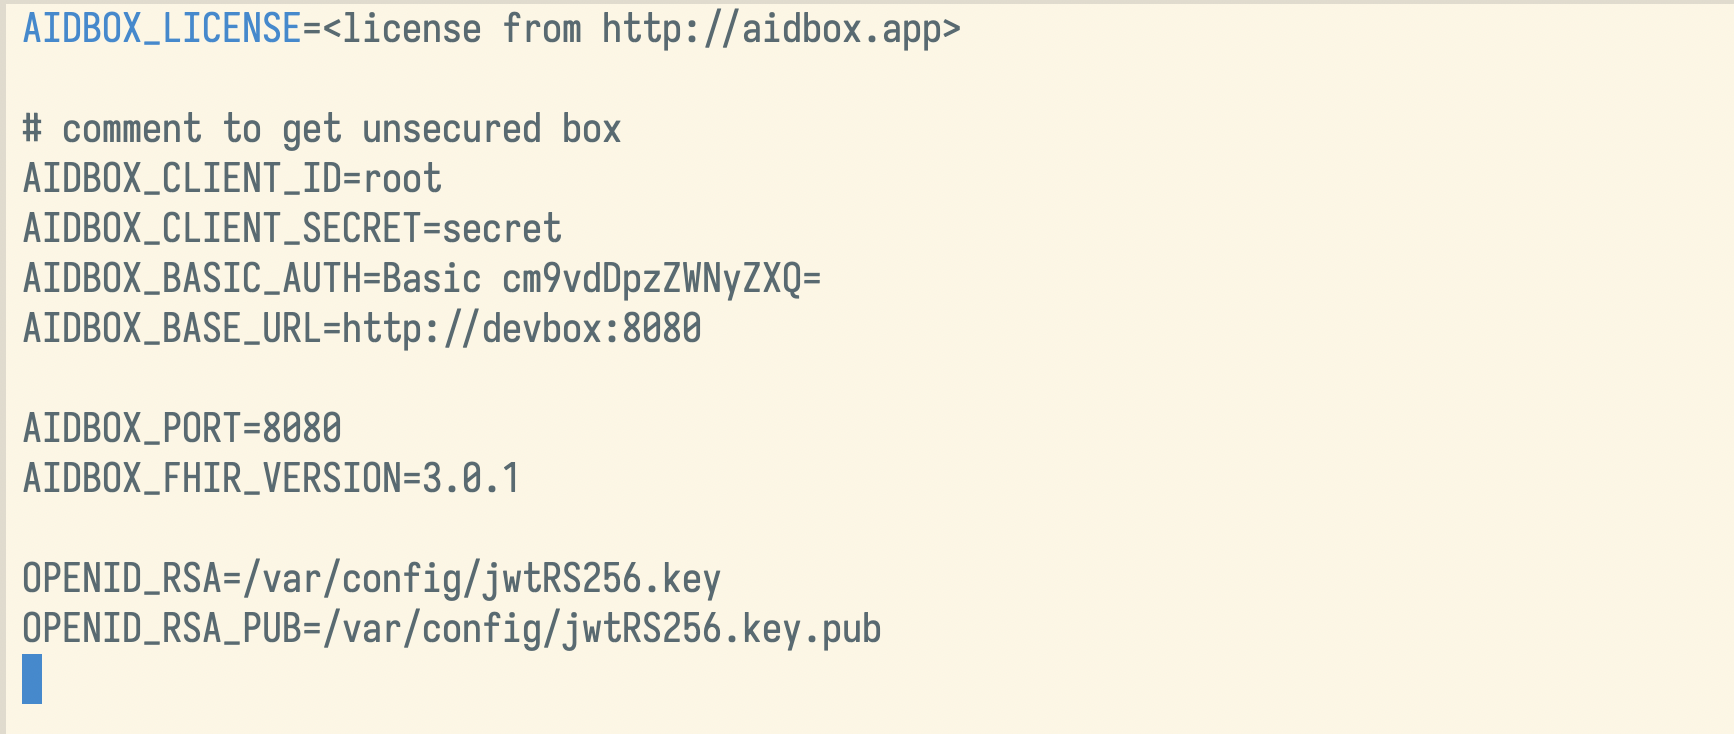 AIDBOX_LICENSE=<license from http://aidbox.app>
# comment to get unsecured box
AIDBOX_CLIENT_ID=root
AIDBOX_CLIENT_SECRET=secret
AIDBOX_BASIC_AUTH=Basic cm9vdDpzZWNyZXQ=
AIDBOX_BASE_URL=http://devbox:8080
AIDBOX_PORT=8080
AIDBOX_FHIR_VERSION=3.0.1
OPENID_RSA=/var/config/jwtRS256.key
OPENID_RSA_PUB=/var/config/jwtRS256.key.pub